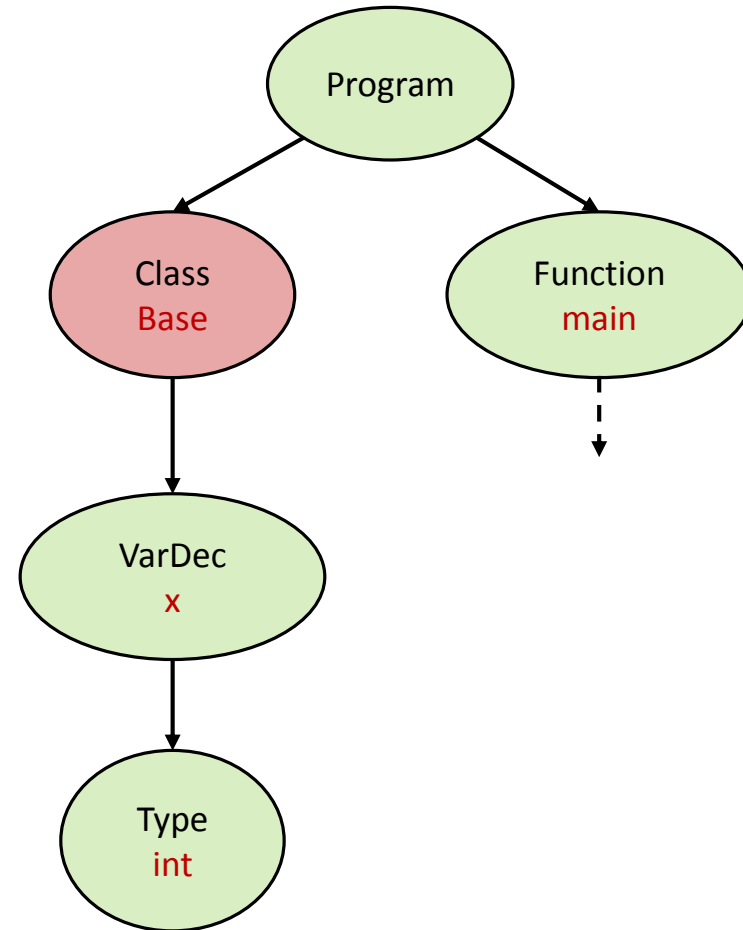 Program
Class
Base
Function
main
VarDec
x
Type
int